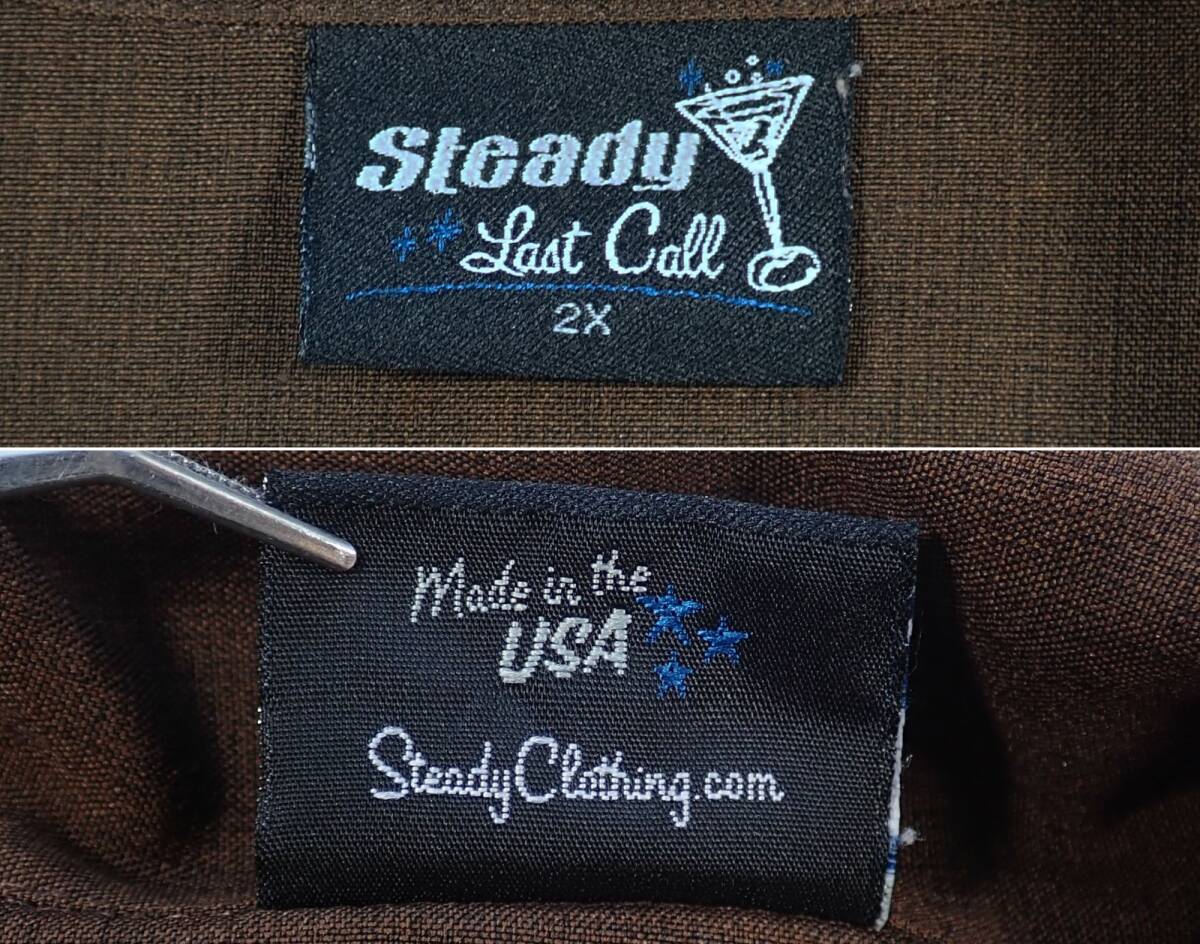 Steady
Last Call
2X
Made in the
USA
SteadyClothing.com